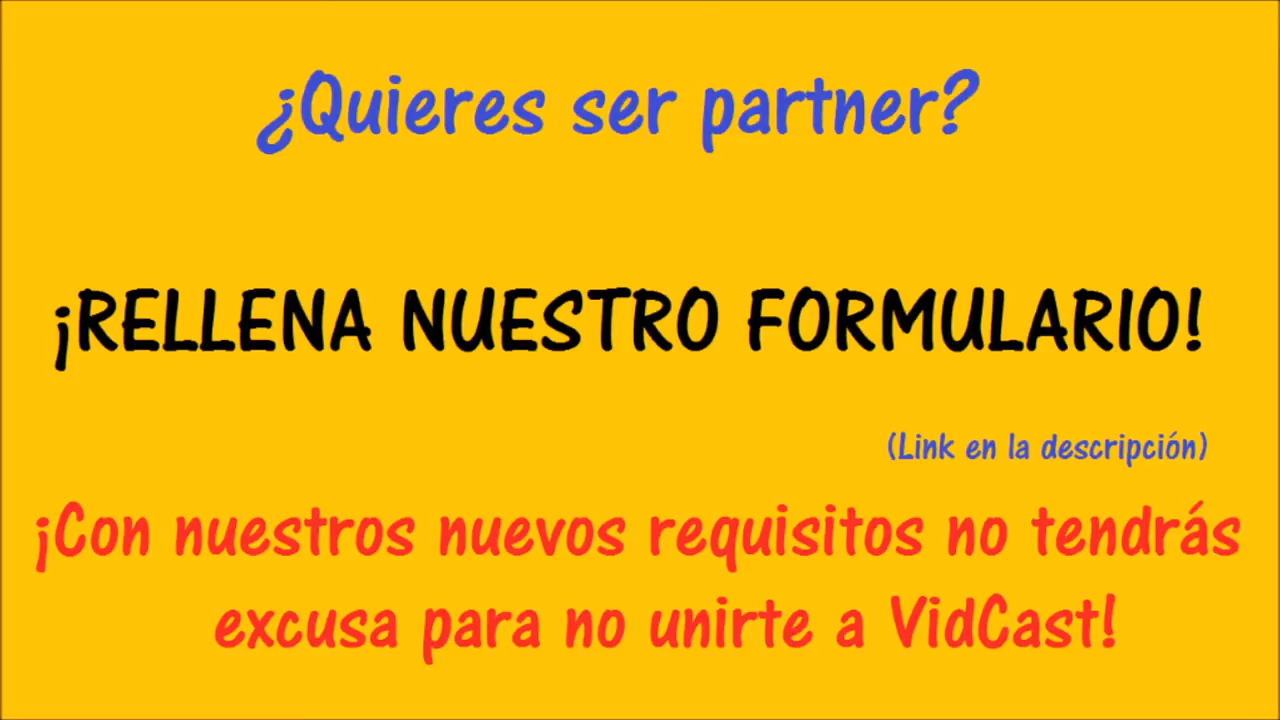 ¿Quieres ser partner?
¡RELLENA NUESTRO FORMULARIO!
(Link en la descripción)
¡Con nuestros nuevos requisitos no tendrás
excusa para no unirte a VidCast!